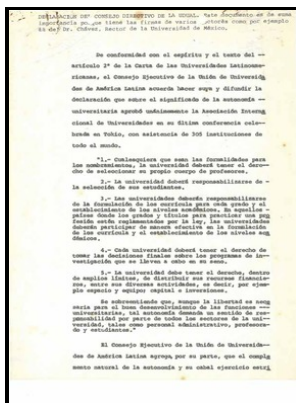 DECLARACION DEL CONSEJO EJECUTIVO DE LA UDUAL. Este documento es de suma
importancia pues tiene las firmas de varios rectores como por ejemplo
la del Dr. Chávez, Rector de la Universidad de México.
De conformidad con el espíritu y el texto del --
artículo 2° de la Carta de las Universidades Latinoame-
ricanas, el Consejo Ejecutivo de la Unión de Universida
des de América Latina acuerda hacer suya y difundir la
declaración que sobre el significado de la autonomía --
universitaria aprobó unánimemente la Asociación Interna
cional de Universidades en su última conferencia cele-
brada en Tokio, con asistencia de 305 instituciones de
todo el mundo.
"1.- Cualesquiera que sean las formalidades para
los nombramientos, la universidad deberá tener el dere-
cho de seleccionar su propio cuerpo de profesores.
2.- La universidad deberá responsabilizarse de -
la selección de sus estudiantes.
3.- Las universidades deberán responsabilizarse
de la formulación de los currícula para cada grado y el
establecimiento de los niveles académicos. En aquellos -
países donde los grados y títulos para practicar una pro
fesión están reglamentados por la ley, las universidades
deberán participar de manera efectiva en la formulación
de los currícula y el establecimiento de los niveles aca
démicos.
4.- Cada universidad deberá tener el derecho de
tomar las decisiones finales sobre los programas de in--
vestigación que se lleven a cabo en su seno.
5.- La universidad debe tener el derecho, dentro
de amplios límites, de distribuir sus recursos financie-
ros, entre sus diversas actividades, es decir, por ejem-
plo espacio y equipo; capital e inversiones.
Se sobreentiende que, aunque la libertad es nece
saria para el buen desenvolvimiento de las funciones ---
universitarias, tal autonomía demanda un sentido de res-
ponsabilidad por parte de todos los sectores de la uni--
versidad, tales como personal administrativo, profesora-
do y estudiantes."
El Consejo Ejecutivo de la Unión de Universida--
des de América Latina agrega, por su parte, que el comple
mento natural de la autonomía y su cabal ejercicio estri